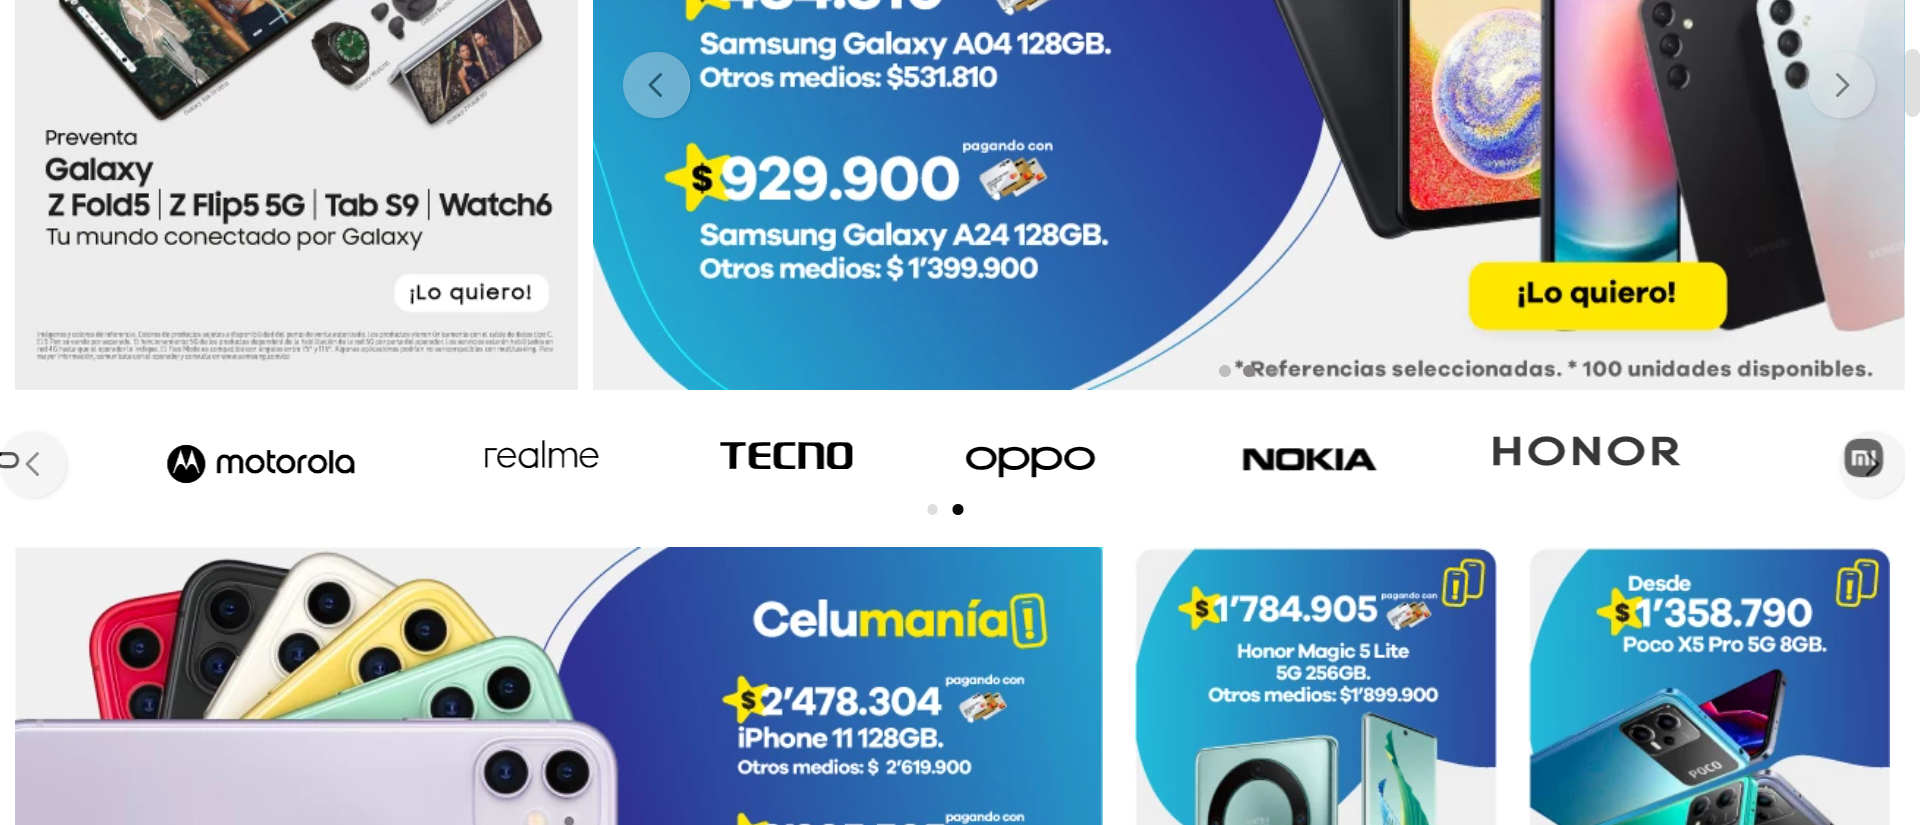 Preventa
Galaxy
Z Fold5 | Z Flip5 5G | Tab S9 | Watch6
Tu mundo conectado por Galaxy
¡Lo quiero!
Samsung Galaxy A04 128GB.
Otros medios: $531.810
pagando con
$929.900
Samsung Galaxy A24 128GB.
Otros medios: $ 1'399.900
¡Lo quiero!
*Referencias seleccionadas. * 100 unidades disponibles.
motorola
realme
TECNO
oppo
NOKIA
HONOR
mi
Celumanía!
pagando con
$2'478.304
iPhone 11 128GB.
Otros medios: $ 2'619.900
pagando con
$1'784.905 pagando con
Honor Magic 5 Lite
5G 256GB.
Otros medios: $1'899.900
Desde
$1'358.790
Poco X5 Pro 5G 8GB.
POCO